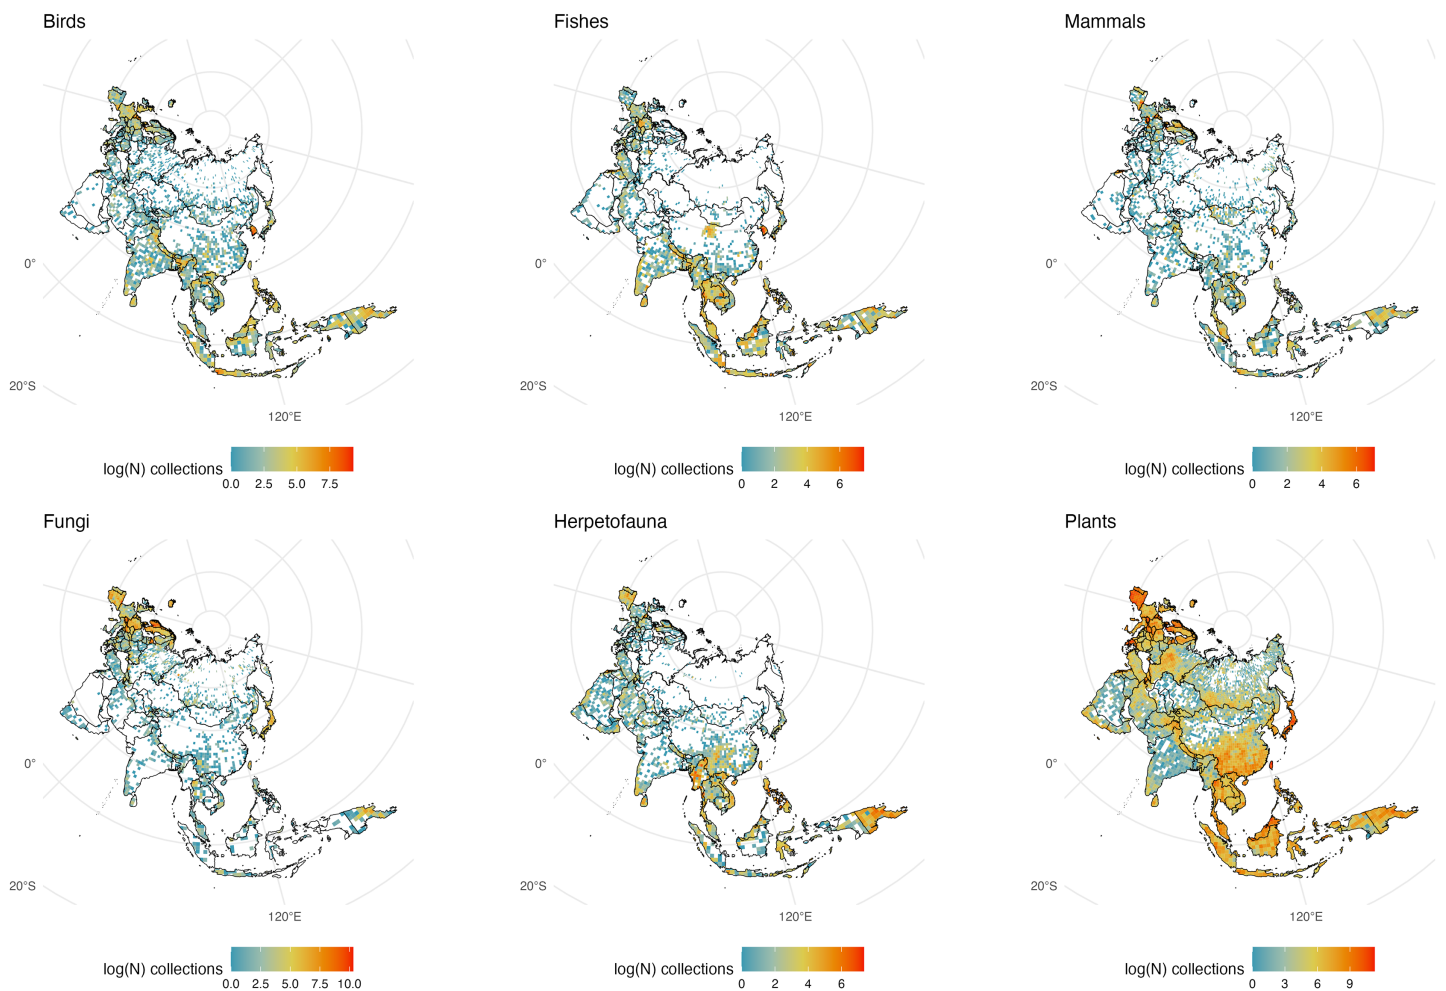 Birds
Fishes
Mammals
0°
0°
0°
20°S
20°S
20°S
120°E
120°E
120°E
log(N) collections
0.0 2.5 5.0 7.5
log(N) collections
0 2 4 6
log(N) collections
0 2 4 6
Fungi
Herpetofauna
Plants
0°
0°
0°
20°S
20°S
20°S
120°E
120°E
120°E
log(N) collections
0.0 2.5 5.0 7.5 10.0
log(N) collections
0 2 4 6
log(N) collections
0 3 6 9